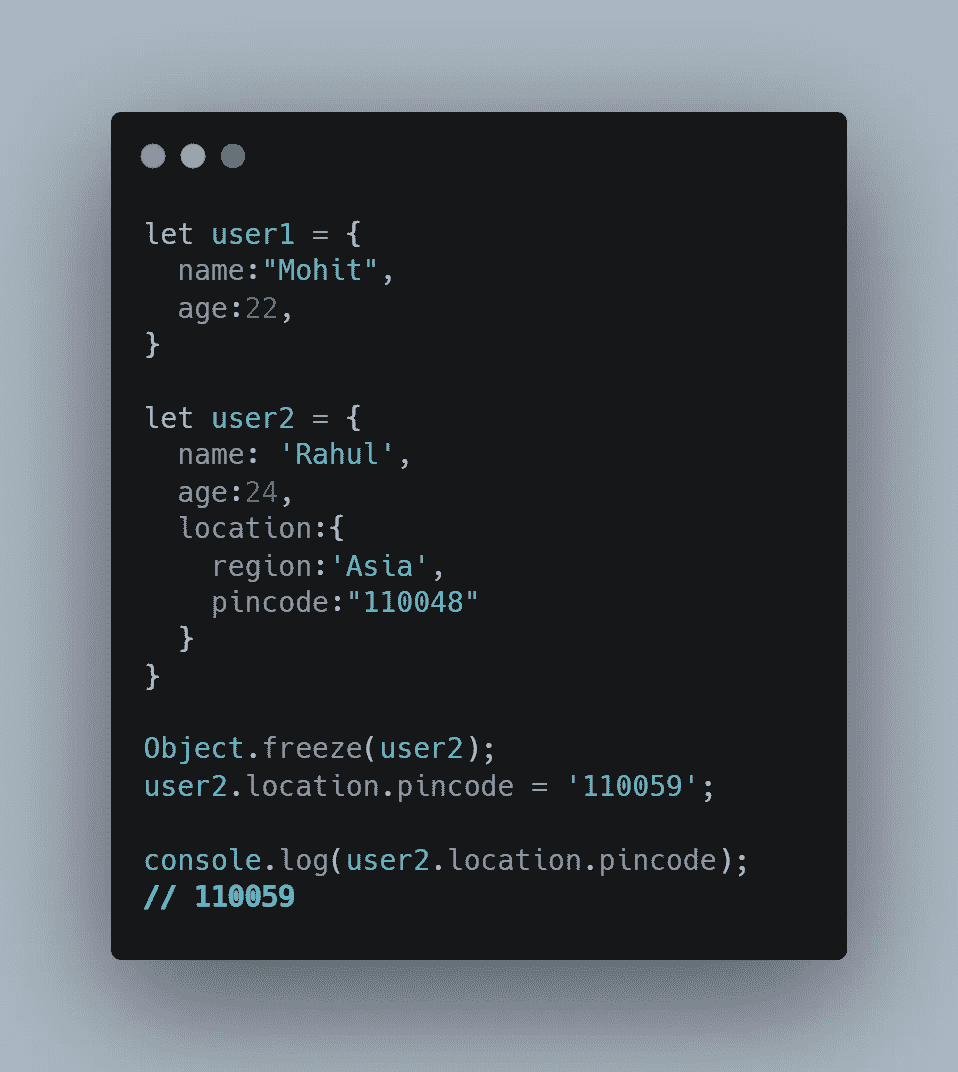 let user1 = {
  name:"Mohit",
  age:22,
}

let user2 = {
  name: 'Rahul',
  age:24,
  location:{
    region:'Asia',
    pincode:"110048"
  }
}

Object.freeze(user2);
user2.location.pincode = '110059';

console.log(user2.location.pincode);
// 110059